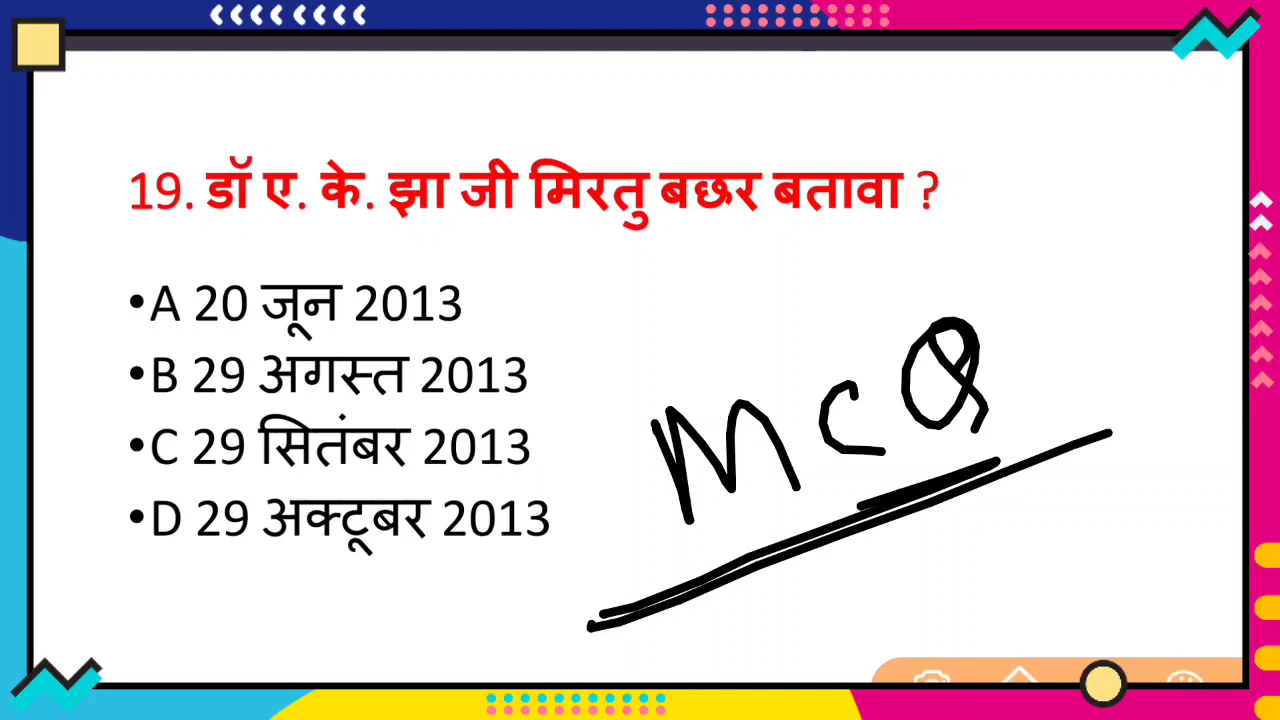 19. डॉ ए. के. झा जी मिरतु बछर बतावा ?
•A 20 जून 2013
•B 29 अगस्त 2013
•C 29 सितंबर 2013
•D 29 अक्टूबर 2013
MCQ